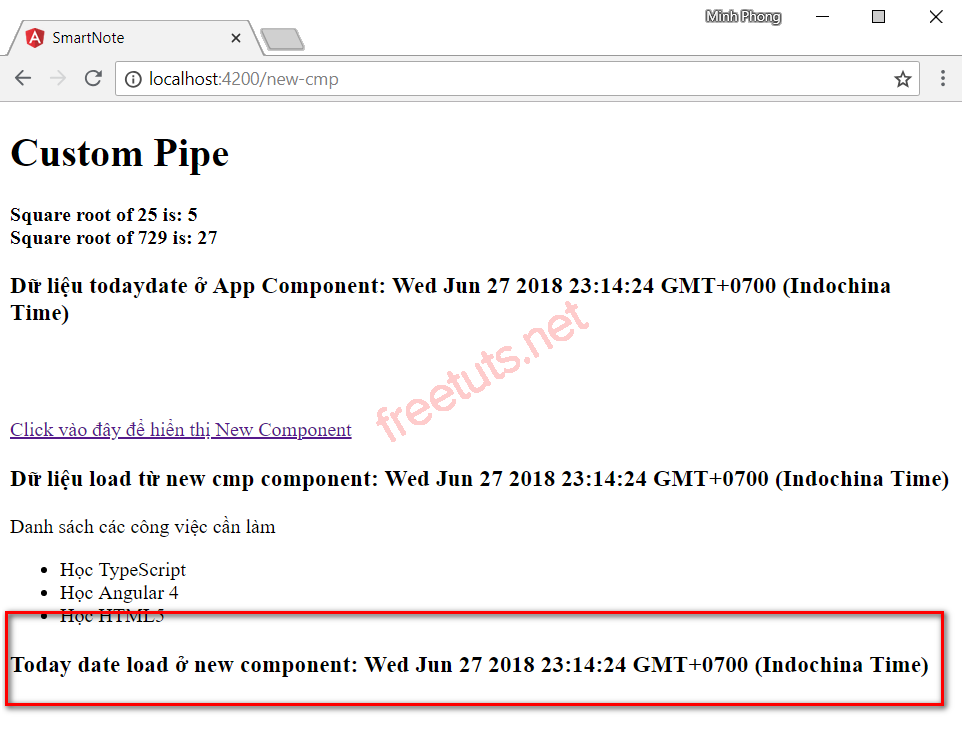 Minh Phong
SmartNote
localhost:4200/new-cmp
Custom Pipe
Square root of 25 is: 5
Square root of 729 is: 27
Dữ liệu todaydate ở App Component: Wed Jun 27 2018 23:14:24 GMT+0700 (Indochina
Time)
freetuts.net
Click vào đây để hiển thị New Component
Dữ liệu load từ new cmp component: Wed Jun 27 2018 23:14:24 GMT+0700 (Indochina Time)
Danh sách các công việc cần làm
Học TypeScript
Học Angular 4
Học HTML5
Today date load ở new component: Wed Jun 27 2018 23:14:24 GMT+0700 (Indochina Time)